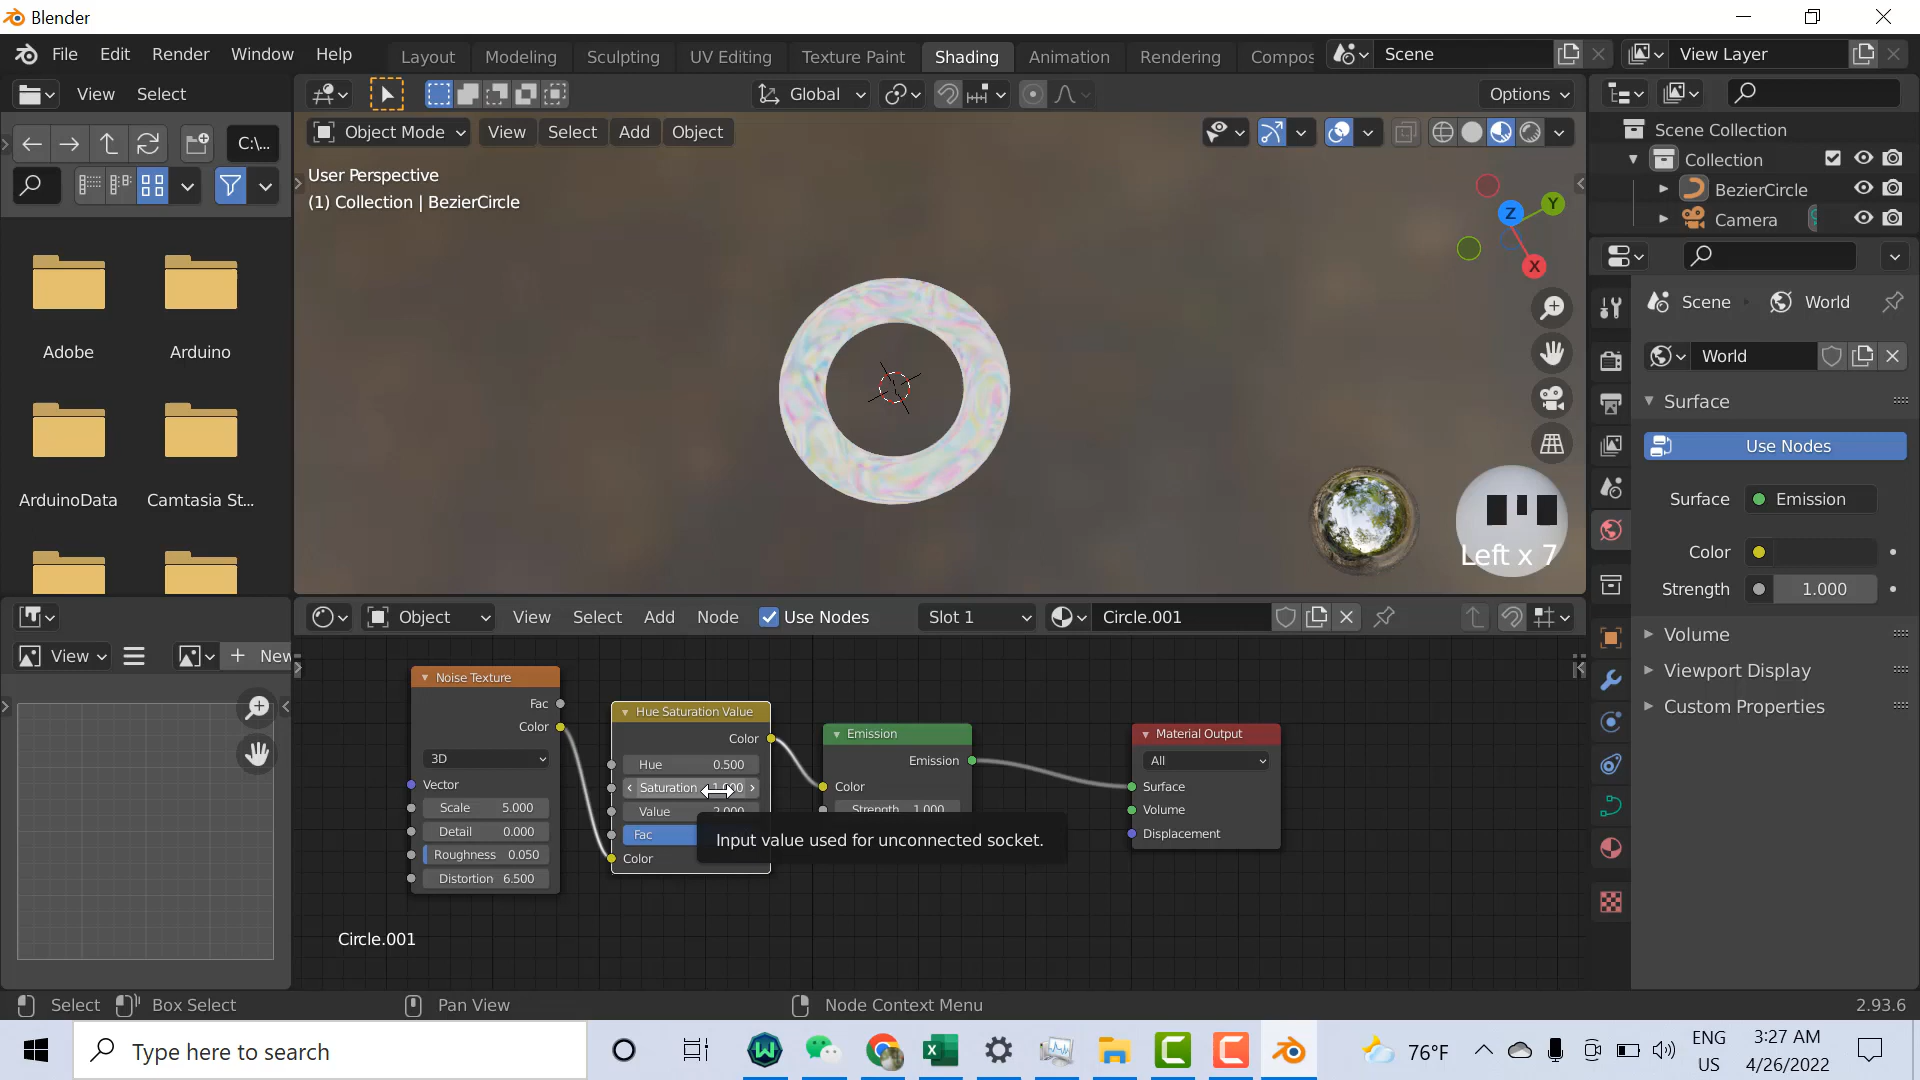 Blender
File Edit Render Window Help
Layout Modeling Sculpting UV Editing Texture Paint Shading Animation Rendering Compos
Scene
View Layer
View Select
Global
Options
C:\...
Object Mode View Select Add Object
User Perspective
(1) Collection | BezierCircle
Z Y X
Adobe
Arduino
ArduinoData
Camtasia St...
Left x 7
Scene Collection
Collection
BezierCircle
Camera
Scene World
World
Surface
Use Nodes
Surface Emission
Color
Strength 1.000
Volume
Viewport Display
Custom Properties
View
New
Object View Select Add Node Use Nodes Slot 1 Circle.001
Noise Texture
Fac
Color
3D
Vector
Scale 5.000
Detail 0.000
Roughness 0.050
Distortion 6.500
Hue Saturation Value
Color
Hue 0.500
Saturation
Value 2.000
Fac
Color
Input value used for unconnected socket.
Emission
Emission
Color
Strength 1.000
Material Output
All
Surface
Volume
Displacement
Circle.001
Select Box Select Pan View Node Context Menu 2.93.6
Type here to search
76°F
ENG
US
3:27 AM
4/26/2022